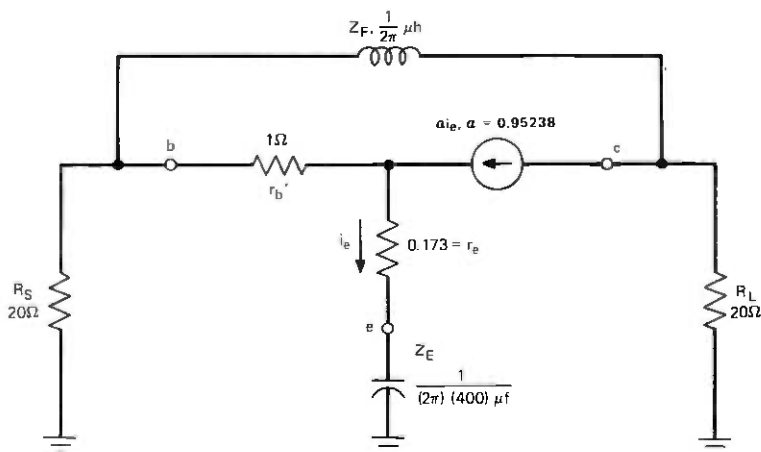 Z_F, 1/2π μh
αi_e, α = 0.95238
b
1Ω
r_b′
c
i_e
0.173 = r_e
R_S
20Ω
R_L
20Ω
e
Z_E
1/(2π) (400) μf